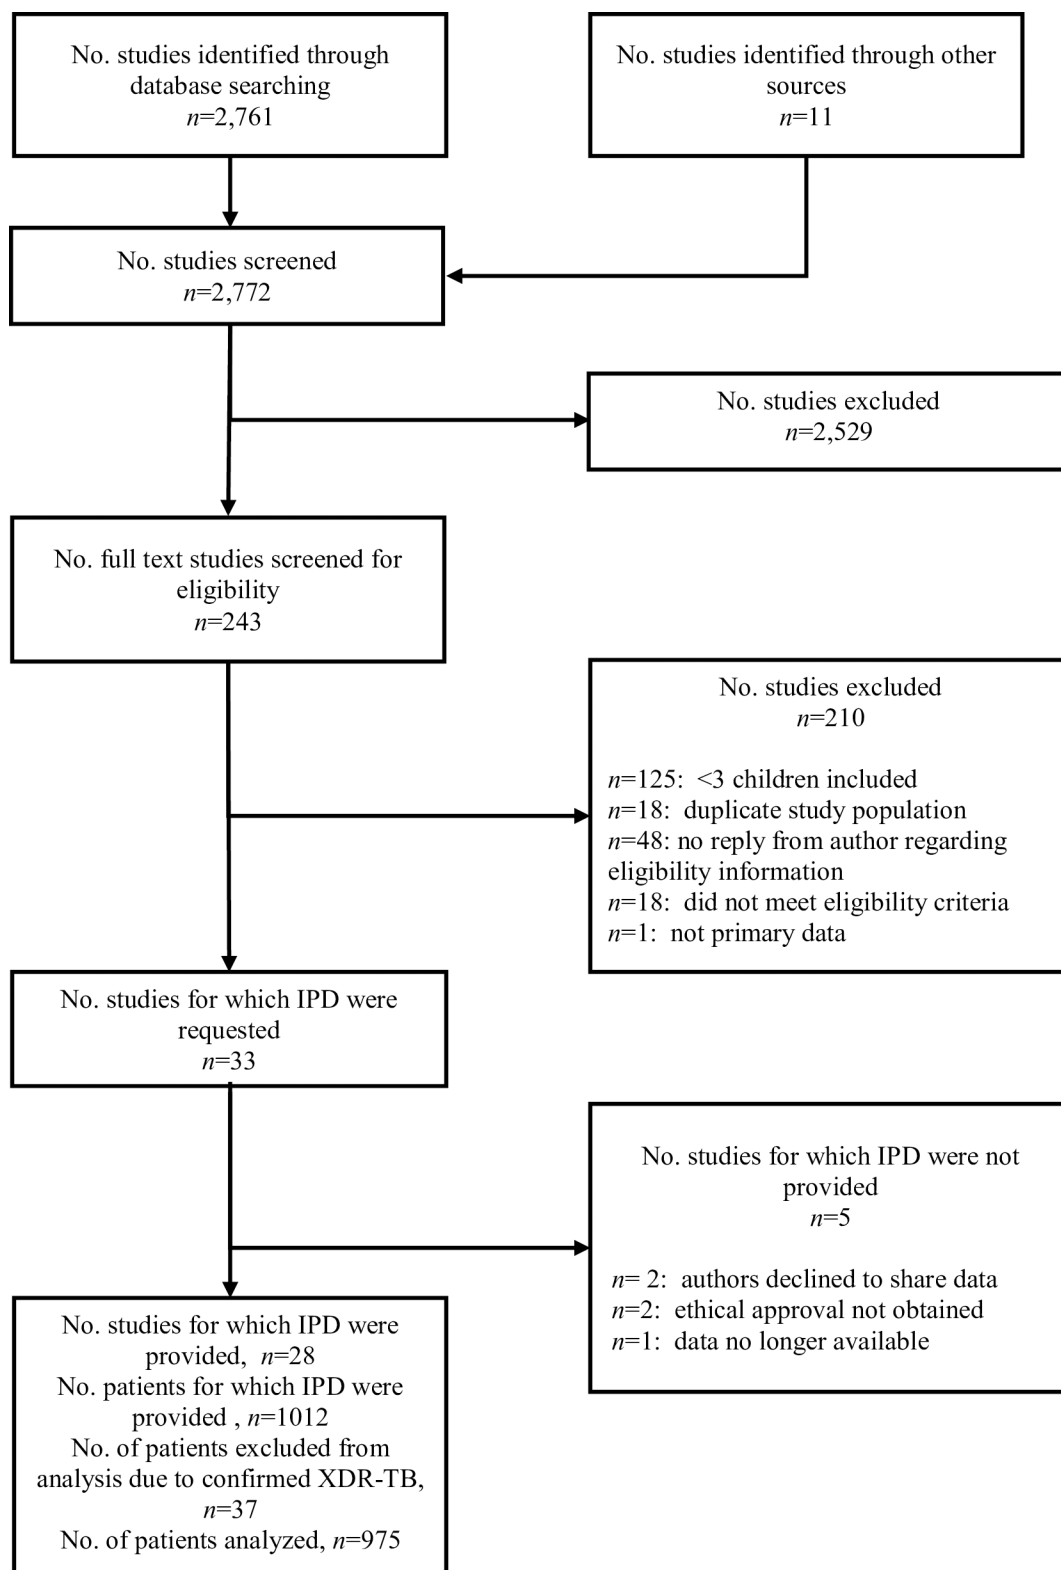 No. studies identified through
database searching
n=2,761
No. studies identified through other
sources
n=11
No. studies screened
n=2,772
No. studies excluded
n=2,529
No. full text studies screened for
eligibility
n=243
No. studies excluded
n=210
n=125:  <3 children included
n=18:  duplicate study population
n=48: no reply from author regarding
eligibility information
n=18:  did not meet eligibility criteria
n=1:  not primary data
No. studies for which IPD were
requested
n=33
No. studies for which IPD were not
provided
n=5
n= 2:  authors declined to share data
n=2:  ethical approval not obtained
n=1:  data no longer available
No. studies for which IPD were
provided,  n=28
No. patients for which IPD were
provided , n=1012
No. of patients excluded from
analysis due to confirmed XDR-TB,
n=37
No. of patients analyzed, n=975